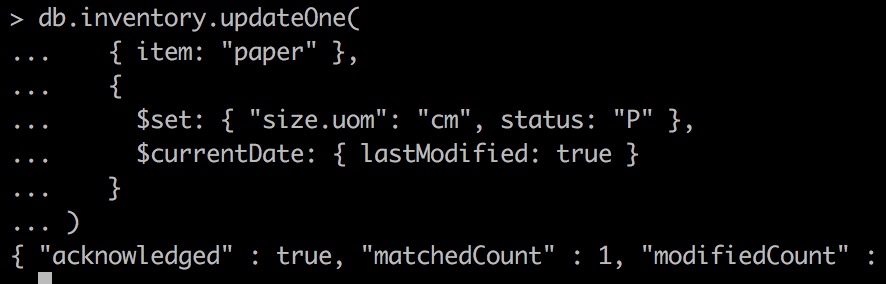 > db.inventory.updateOne(
...    { item: "paper" },
...    {
...      $set: { "size.uom": "cm", status: "P" },
...      $currentDate: { lastModified: true }
...    }
... )
{ "acknowledged" : true, "matchedCount" : 1, "modifiedCount" :